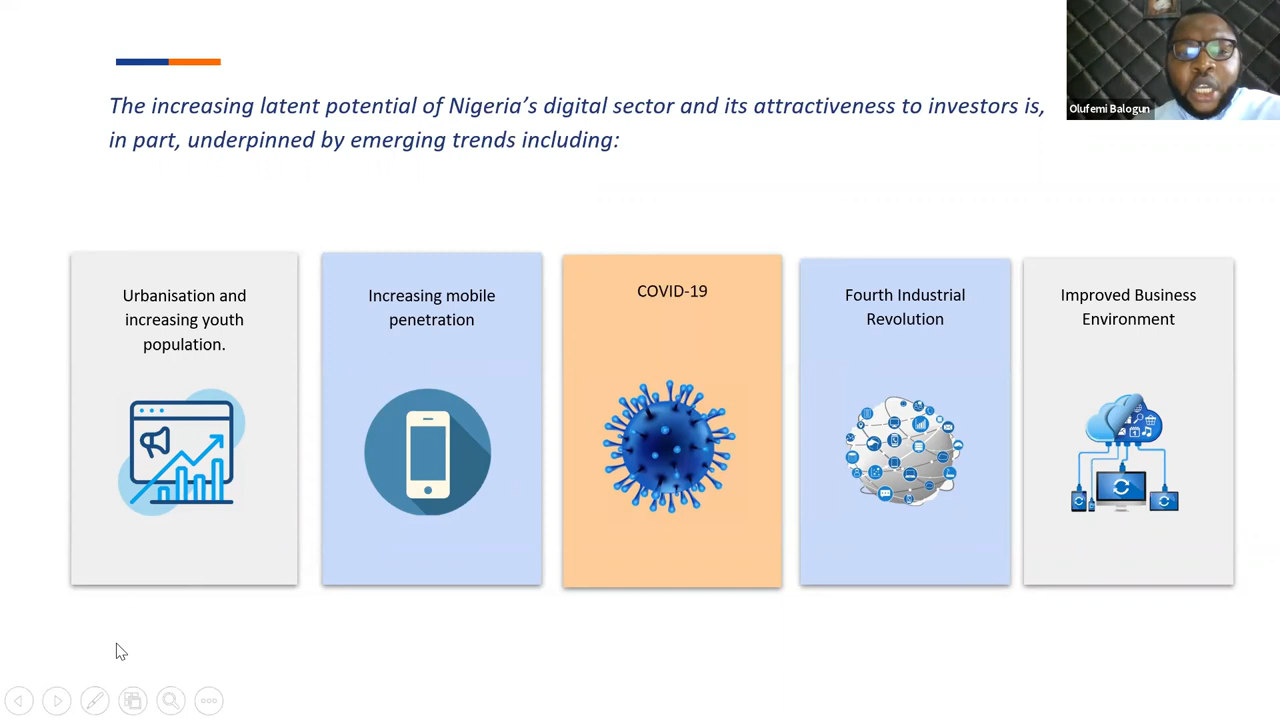 The increasing latent potential of Nigeria’s digital sector and its attractiveness to investors is,
in part, underpinned by emerging trends including:
Olufemi Balogun
Urbanisation and
increasing youth
population.
Increasing mobile
penetration
COVID-19
Fourth Industrial
Revolution
Improved Business
Environment